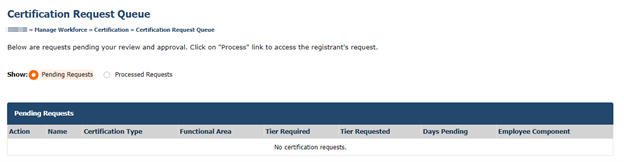 Certification Request Queue
= Manage Workforce = Certification = Certification Request Queue
Below are requests pending your review and approval. Click on "Process" link to access the registrant's request.
Show: Pending Requests Processed Requests
Pending Requests
Action Name Certification Type Functional Area Tier Required Tier Requested Days Pending Employee Component
No certification requests.